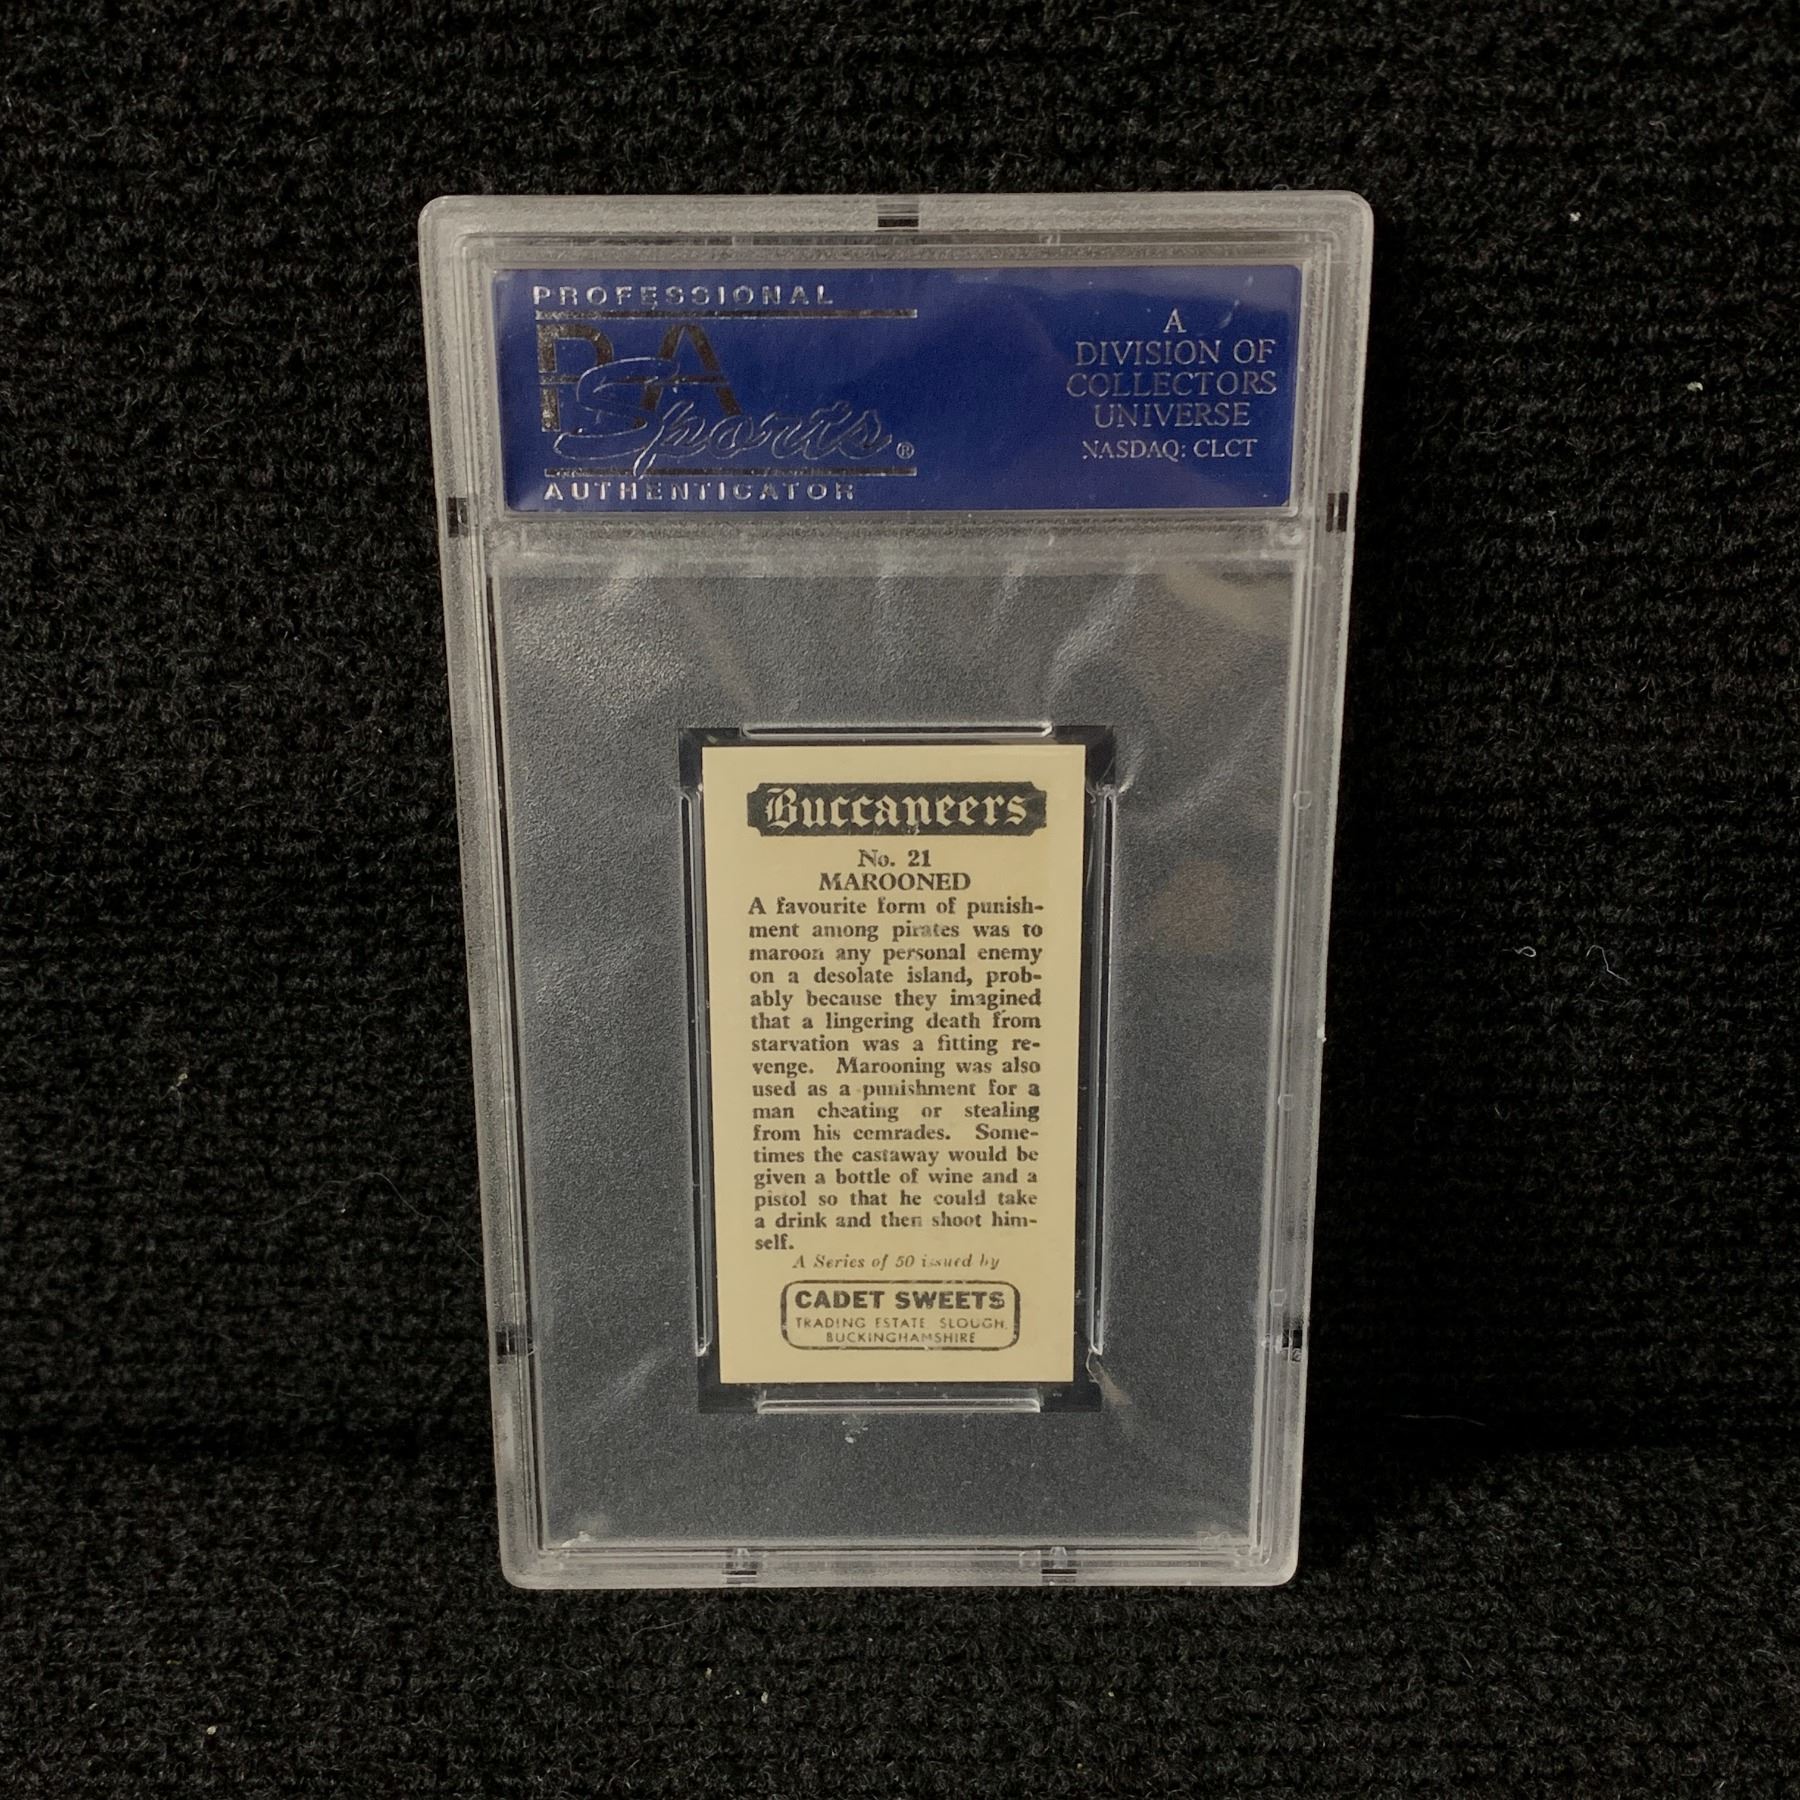 PROFESSIONAL
PSA
Sports®
AUTHENTICATOR
A
DIVISION OF
COLLECTORS
UNIVERSE
NASDAQ: CLCT
Buccaneers
No. 21
MAROONED
A favourite form of punish-
ment among pirates was to
maroon any personal enemy
on a desolate island, prob-
ably because they imagined
that a lingering death from
starvation was a fitting re-
venge. Marooning was also
used as a punishment for a
man cheating or stealing
from his comrades. Some-
times the castaway would be
given a bottle of wine and a
pistol so that he could take
a drink and then shoot him-
self.
A Series of 50 issued by
CADET SWEETS
TRADING ESTATE, SLOUGH,
BUCKINGHAMSHIRE